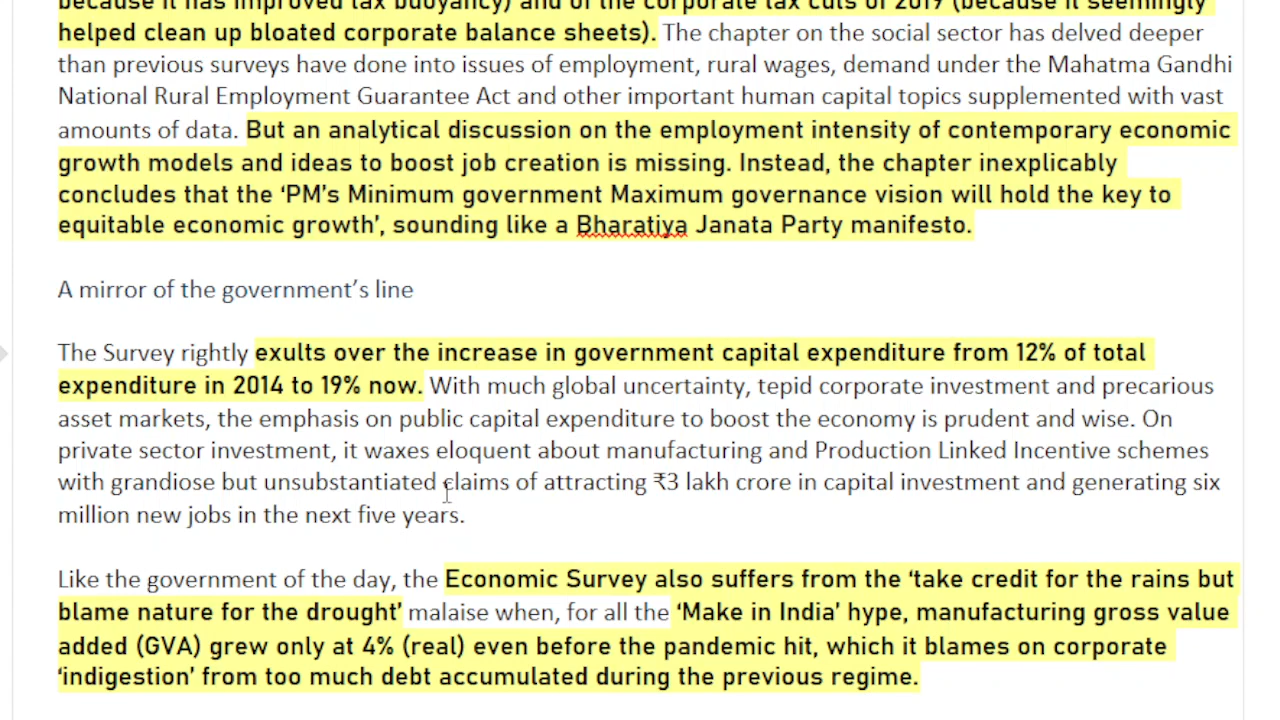 because it has improved tax buoyancy) and of the corporate tax cuts of 2019 (because it seemingly
helped clean up bloated corporate balance sheets). The chapter on the social sector has delved deeper
than previous surveys have done into issues of employment, rural wages, demand under the Mahatma Gandhi
National Rural Employment Guarantee Act and other important human capital topics supplemented with vast
amounts of data. But an analytical discussion on the employment intensity of contemporary economic
growth models and ideas to boost job creation is missing. Instead, the chapter inexplicably
concludes that the ‘PM’s Minimum government Maximum governance vision will hold the key to
equitable economic growth’, sounding like a Bharatiya Janata Party manifesto.
A mirror of the government’s line
The Survey rightly exults over the increase in government capital expenditure from 12% of total
expenditure in 2014 to 19% now. With much global uncertainty, tepid corporate investment and precarious
asset markets, the emphasis on public capital expenditure to boost the economy is prudent and wise. On
private sector investment, it waxes eloquent about manufacturing and Production Linked Incentive schemes
with grandiose but unsubstantiated claims of attracting ₹3 lakh crore in capital investment and generating six
million new jobs in the next five years.
Like the government of the day, the Economic Survey also suffers from the ‘take credit for the rains but
blame nature for the drought’ malaise when, for all the ‘Make in India’ hype, manufacturing gross value
added (GVA) grew only at 4% (real) even before the pandemic hit, which it blames on corporate
‘indigestion’ from too much debt accumulated during the previous regime.